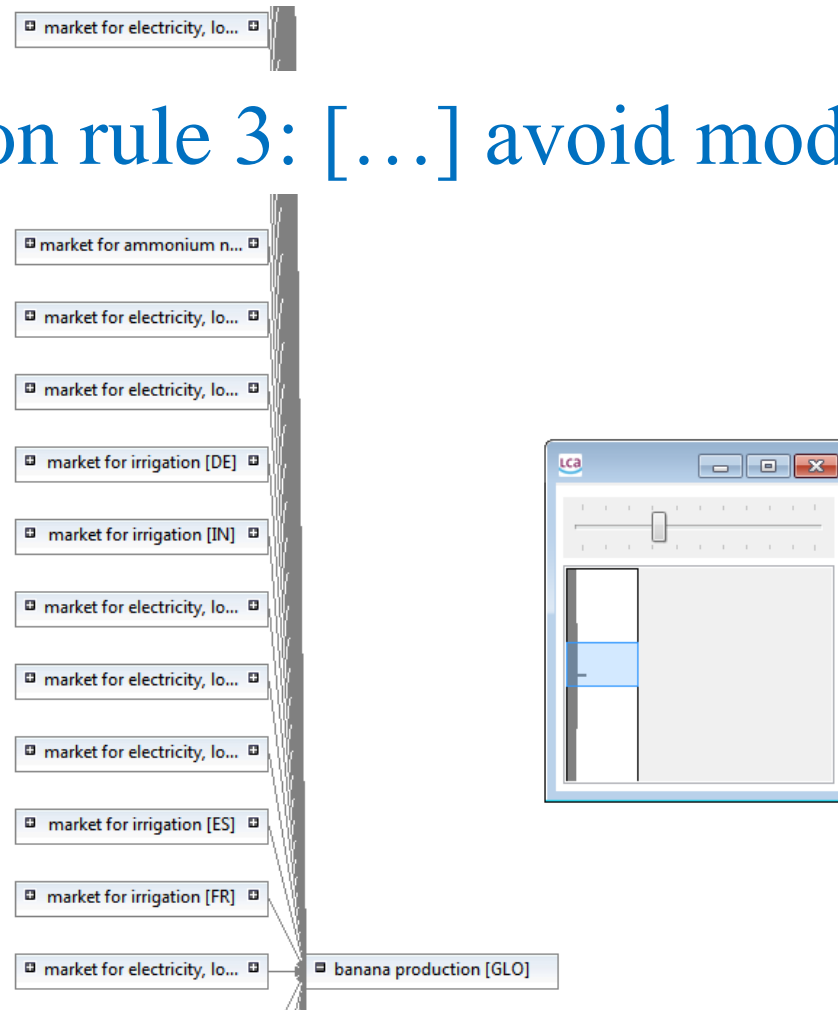 market for electricity, lo...
on rule 3: […] avoid mod
market for ammonium n...
market for electricity, lo...
market for electricity, lo...
market for irrigation [DE]
market for irrigation [IN]
market for electricity, lo...
market for electricity, lo...
market for electricity, lo...
market for irrigation [ES]
market for irrigation [FR]
market for electricity, lo...
banana production [GLO]
LCA